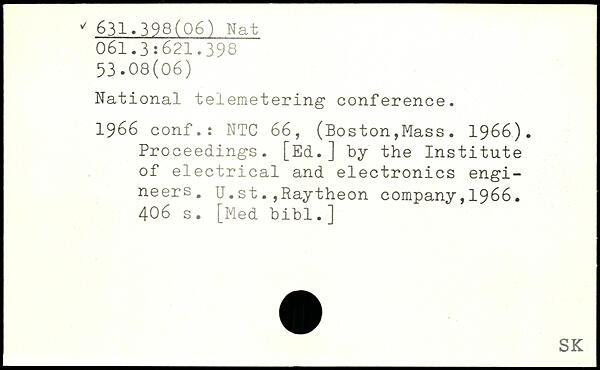 ✓ 631.398(06) Nat
061.3:621.398
53.08(06)
National telemetering conference.
1966 conf.: NTC 66, (Boston,Mass. 1966).
Proceedings. [Ed.] by the Institute
of electrical and electronics engi-
neers. U.st.,Raytheon company,1966.
406 s. [Med bibl.]
SK